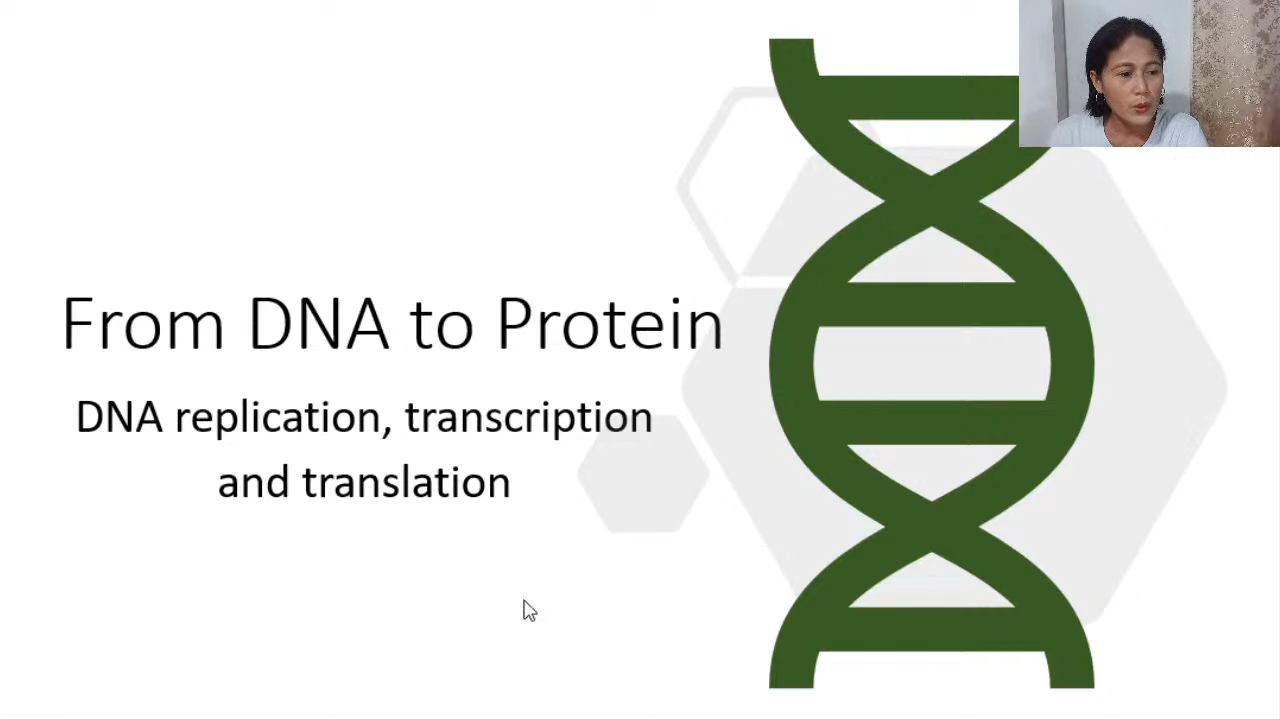 From DNA to Protein
DNA replication, transcription
and translation